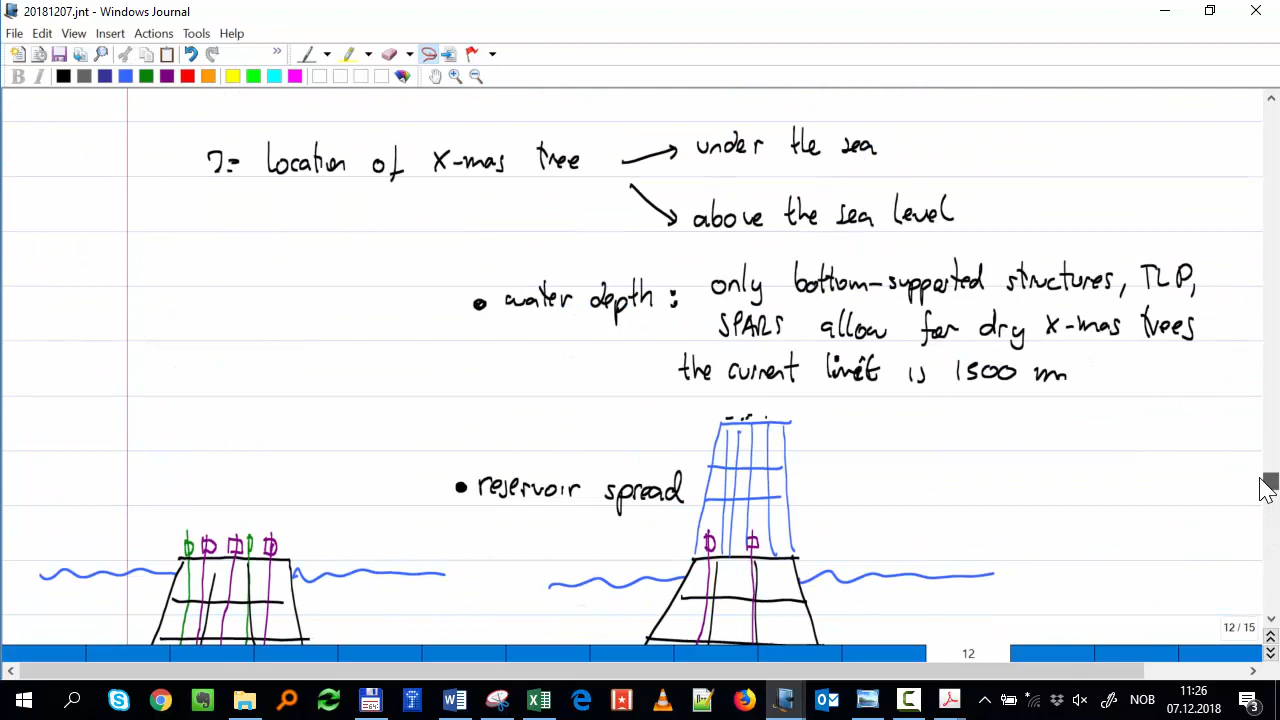 20181207.jnt - Windows Journal
File Edit View Insert Actions Tools Help
B I
2= location of X-mas tree → under the sea
→ above the sea level
• water depth : only bottom-supported structures, TLP,
SPARS allow for dry X-mas trees
the current limit is 1500 m
• reservoir spread
12 / 15
12
NOB
11:26
07.12.2018
3